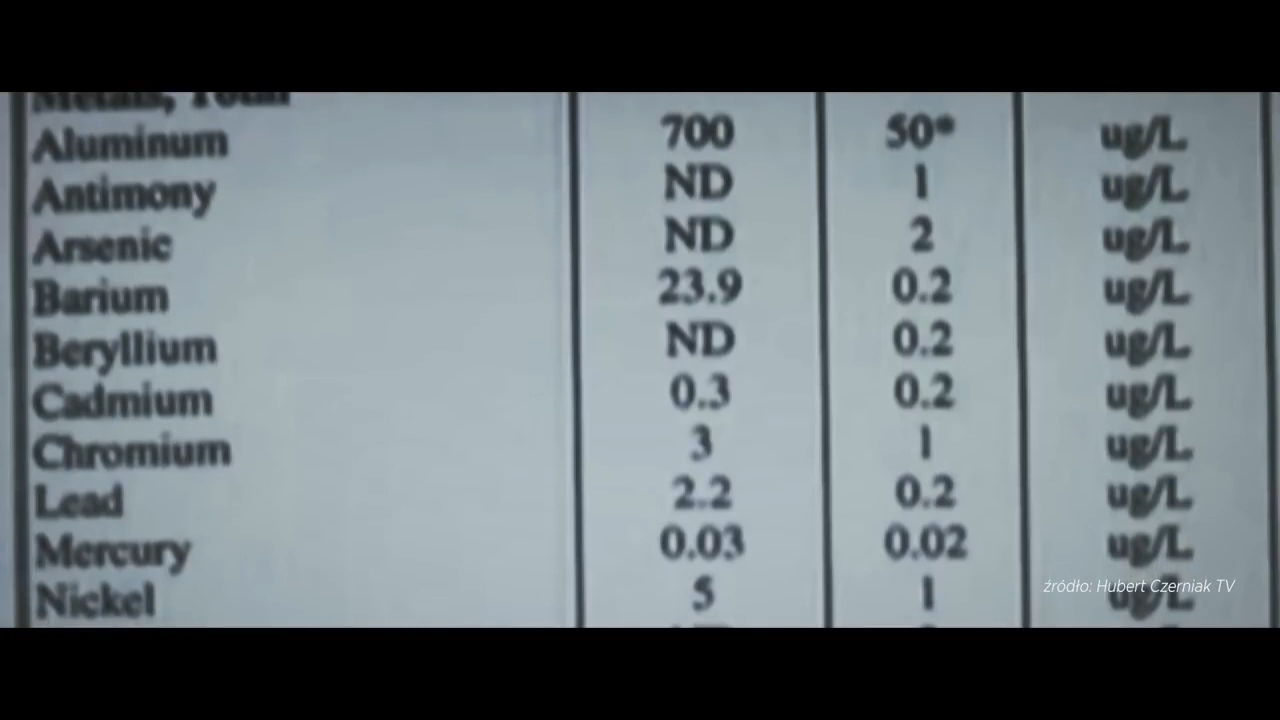 Metals, Total
Aluminum 700 50* ug/L
Antimony ND 1 ug/L
Arsenic ND 2 ug/L
Barium 23.9 0.2 ug/L
Beryllium ND 0.2 ug/L
Cadmium 0.3 0.2 ug/L
Chromium 3 1 ug/L
Lead 2.2 0.2 ug/L
Mercury 0.03 0.02 ug/L
Nickel 5 1 ug/L
źródło: Hubert Czerniak TV